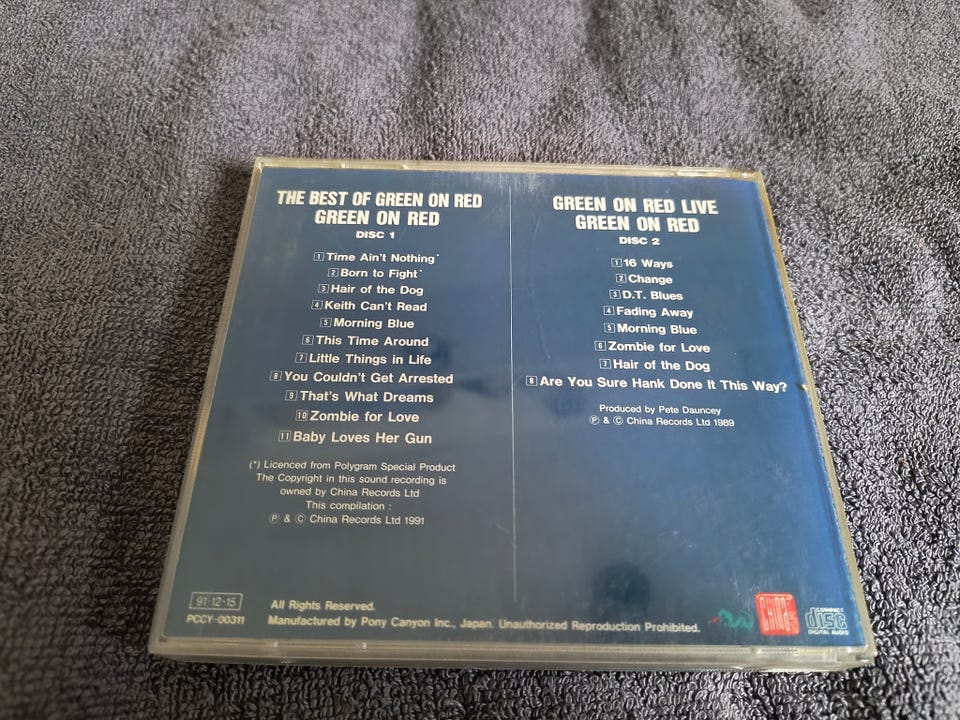 THE BEST OF GREEN ON RED
GREEN ON RED
DISC 1
1 Time Ain't Nothing*
2 Born to Fight*
3 Hair of the Dog
4 Keith Can't Read
5 Morning Blue
6 This Time Around
7 Little Things in Life
8 You Couldn't Get Arrested
9 That's What Dreams
10 Zombie for Love
11 Baby Loves Her Gun
(*) Licenced from Polygram Special Product
The Copyright in this sound recording is
owned by China Records Ltd
This compilation :
Ⓟ & © China Records Ltd 1991
GREEN ON RED LIVE
GREEN ON RED
DISC 2
1 16 Ways
2 Change
3 D.T. Blues
4 Fading Away
5 Morning Blue
6 Zombie for Love
7 Hair of the Dog
8 Are You Sure Hank Done It This Way?
Produced by Pete Dauncey
Ⓟ & © China Records Ltd 1989
91·12·15
PCCY-00311
All Rights Reserved.
Manufactured by Pony Canyon Inc., Japan. Unauthorized Reproduction Prohibited.
CHINA
COMPACT
disc
DIGITAL AUDIO